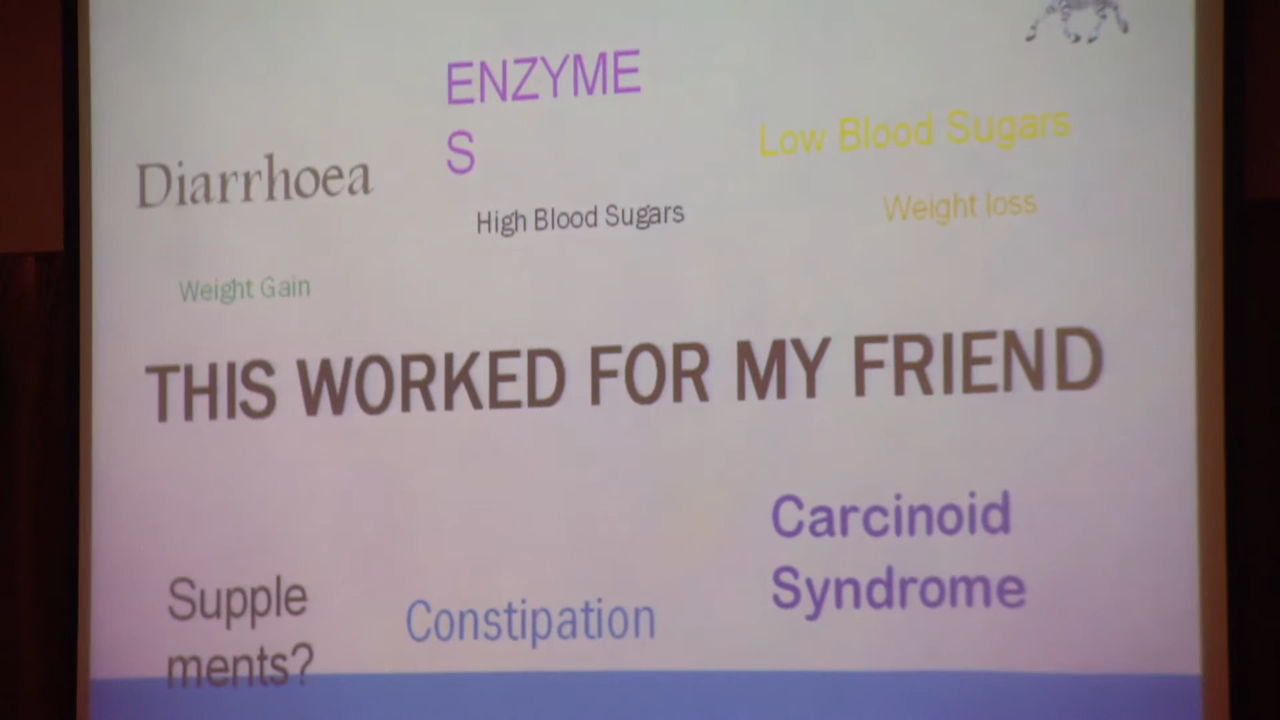 ENZYME
S
Low Blood Sugars
Diarrhoea
High Blood Sugars
Weight loss
Weight Gain
THIS WORKED FOR MY FRIEND
Carcinoid
Syndrome
Supple
ments?
Constipation